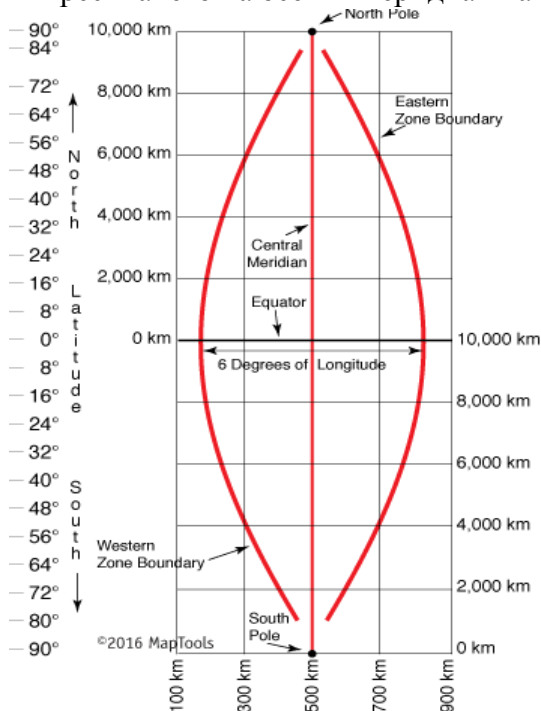 North Pole
90°
84°
72°
64°
56°
48°
40°
32°
24°
16°
8°
0°
8°
16°
24°
32°
40°
48°
56°
64°
72°
80°
90°
North
Latitude
South
10,000 km
8,000 km
6,000 km
4,000 km
2,000 km
0 km
Eastern
Zone Boundary
Central
Meridian
Equator
6 Degrees of Longitude
10,000 km
8,000 km
6,000 km
4,000 km
2,000 km
0 km
Western
Zone Boundary
South
Pole
©2016 MapTools
100 km
300 km
500 km
700 km
900 km